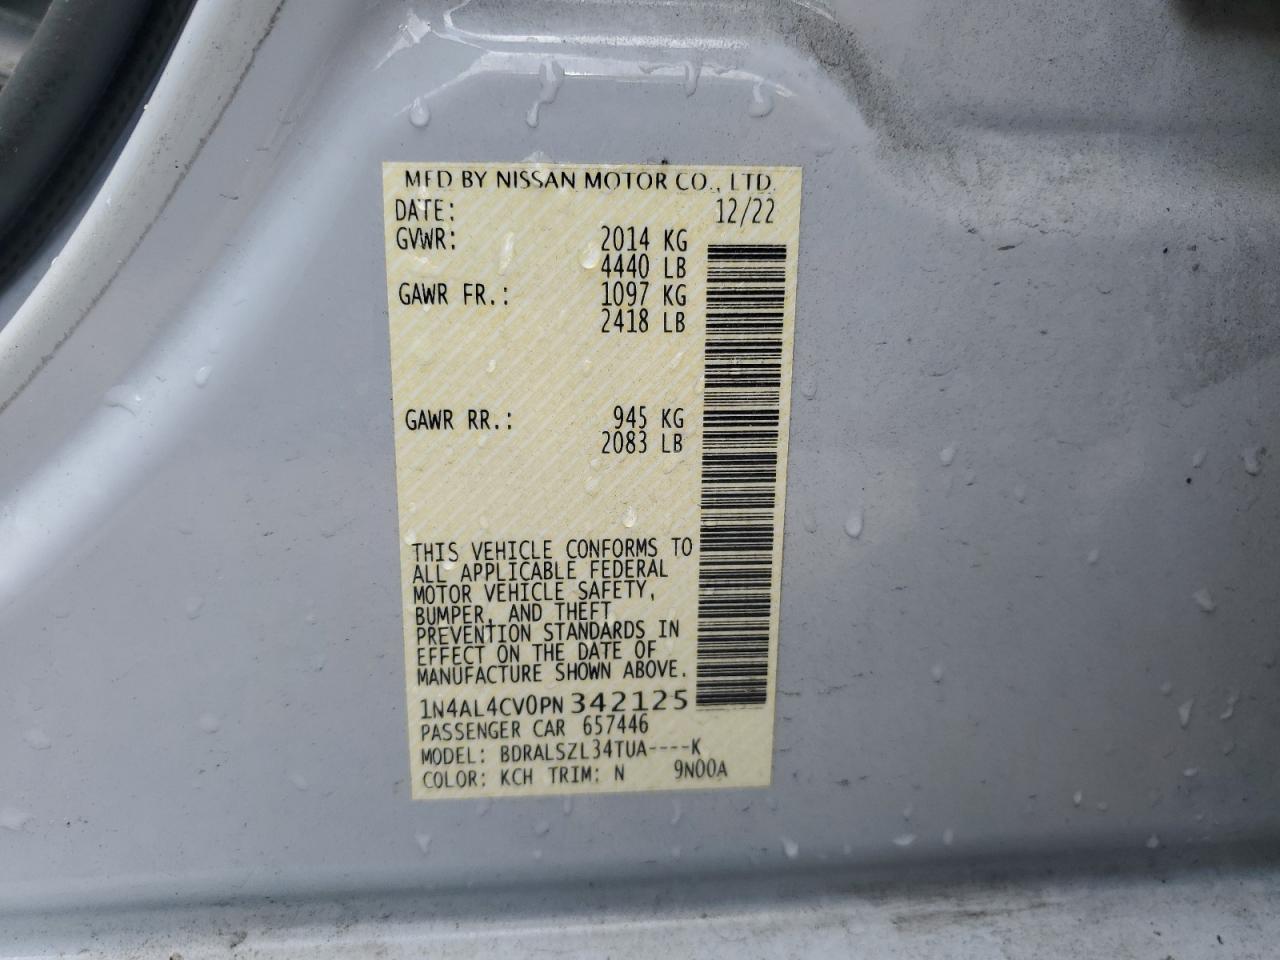 MFD BY NISSAN MOTOR CO., LTD.
DATE: 12/22
GVWR: 2014 KG
4440 LB
GAWR FR.: 1097 KG
2418 LB
GAWR RR.: 945 KG
2083 LB
THIS VEHICLE CONFORMS TO
ALL APPLICABLE FEDERAL
MOTOR VEHICLE SAFETY,
BUMPER, AND THEFT
PREVENTION STANDARDS IN
EFFECT ON THE DATE OF
MANUFACTURE SHOWN ABOVE.
1N4AL4CV0PN342125
PASSENGER CAR 657446
MODEL: BDRALSZL34TUA----K
COLOR: KCH TRIM: N 9N00A